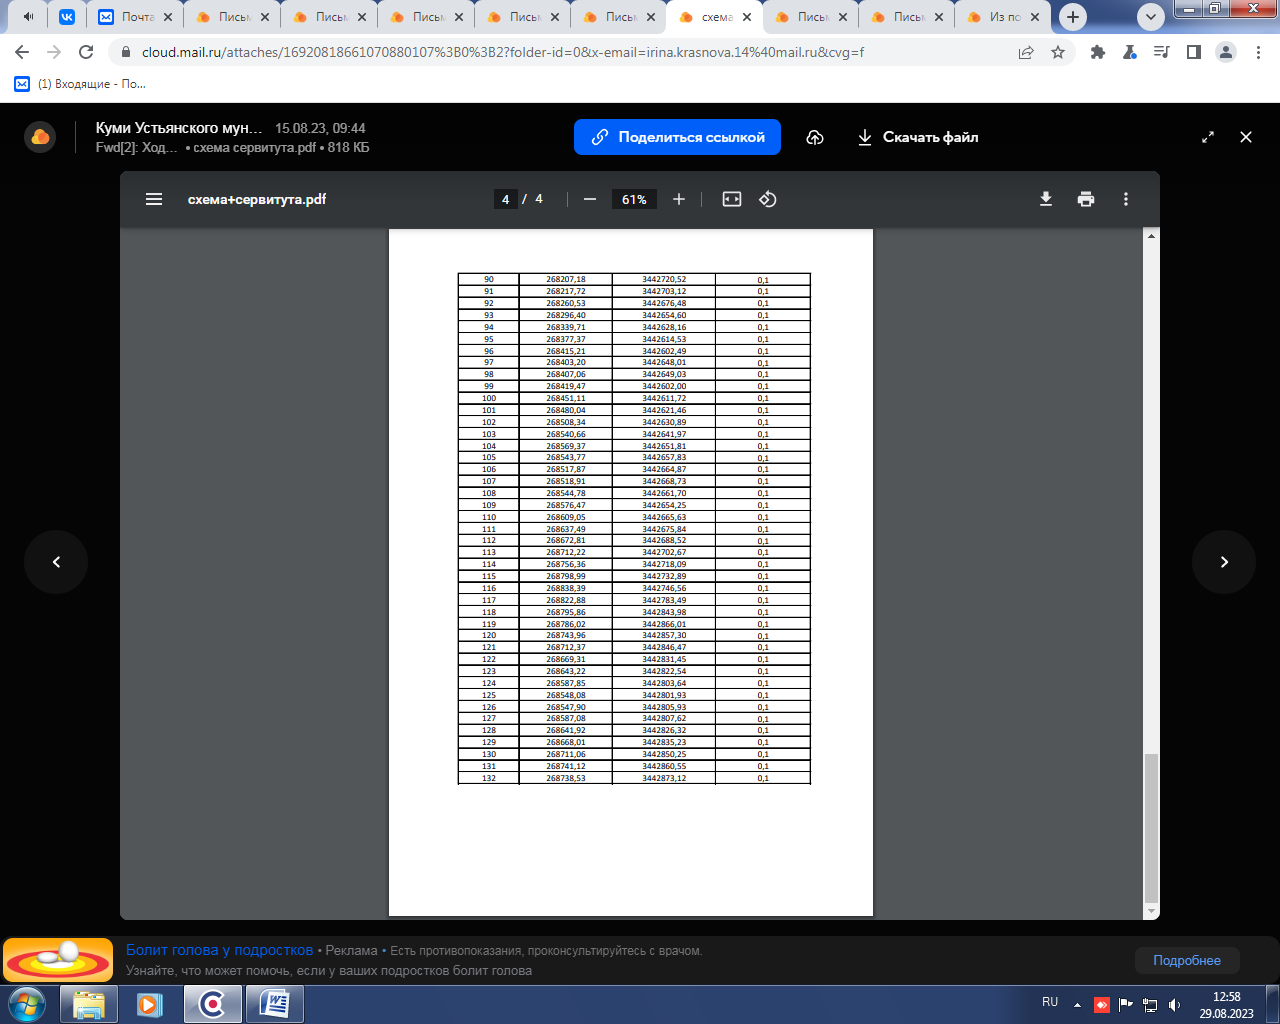 Почта
Письм
Письм
Письм
Письм
Письм
схема
Письм
Письм
Из по
cloud.mail.ru/attaches/16920818661070880107%3B0%3B2?folder-id=0&x-email=irina.krasnova.14%40mail.ru&cvg=f
(1) Входящие - По...
Куми Устьянского мун... 15.08.23, 09:44
Fwd[2]: Ход... • схема сервитута.pdf • 818 КБ
Поделиться ссылкой
Скачать файл
схема+сервитута.pdf
4 / 4
61%
90 268207,18 3442720,52 0,1
91 268217,72 3442703,12 0,1
92 268260,53 3442676,48 0,1
93 268296,40 3442654,60 0,1
94 268339,71 3442628,16 0,1
95 268377,37 3442614,53 0,1
96 268415,21 3442602,49 0,1
97 268403,20 3442648,01 0,1
98 268407,06 3442649,03 0,1
99 268419,47 3442602,00 0,1
100 268451,11 3442611,72 0,1
101 268480,04 3442621,46 0,1
102 268508,34 3442630,89 0,1
103 268540,66 3442641,97 0,1
104 268569,37 3442651,81 0,1
105 268543,77 3442657,83 0,1
106 268517,87 3442664,87 0,1
107 268518,91 3442668,73 0,1
108 268544,78 3442661,70 0,1
109 268576,47 3442654,25 0,1
110 268609,05 3442665,63 0,1
111 268637,49 3442675,84 0,1
112 268672,81 3442688,52 0,1
113 268712,22 3442702,67 0,1
114 268756,36 3442718,09 0,1
115 268798,99 3442732,89 0,1
116 268838,39 3442746,56 0,1
117 268822,88 3442783,49 0,1
118 268795,86 3442843,98 0,1
119 268786,02 3442866,01 0,1
120 268743,96 3442857,30 0,1
121 268712,37 3442846,47 0,1
122 268669,31 3442831,45 0,1
123 268643,22 3442822,54 0,1
124 268587,85 3442803,64 0,1
125 268548,08 3442801,93 0,1
126 268547,90 3442805,93 0,1
127 268587,08 3442807,62 0,1
128 268641,92 3442826,32 0,1
129 268668,01 3442835,23 0,1
130 268711,06 3442850,25 0,1
131 268741,12 3442860,55 0,1
132 268738,53 3442873,12 0,1
Болит голова у подростков • Реклама • Есть противопоказания, проконсультируйтесь с врачом.
Узнайте, что может помочь, если у ваших подростков болит голова
Подробнее
RU
12:58
29.08.2023